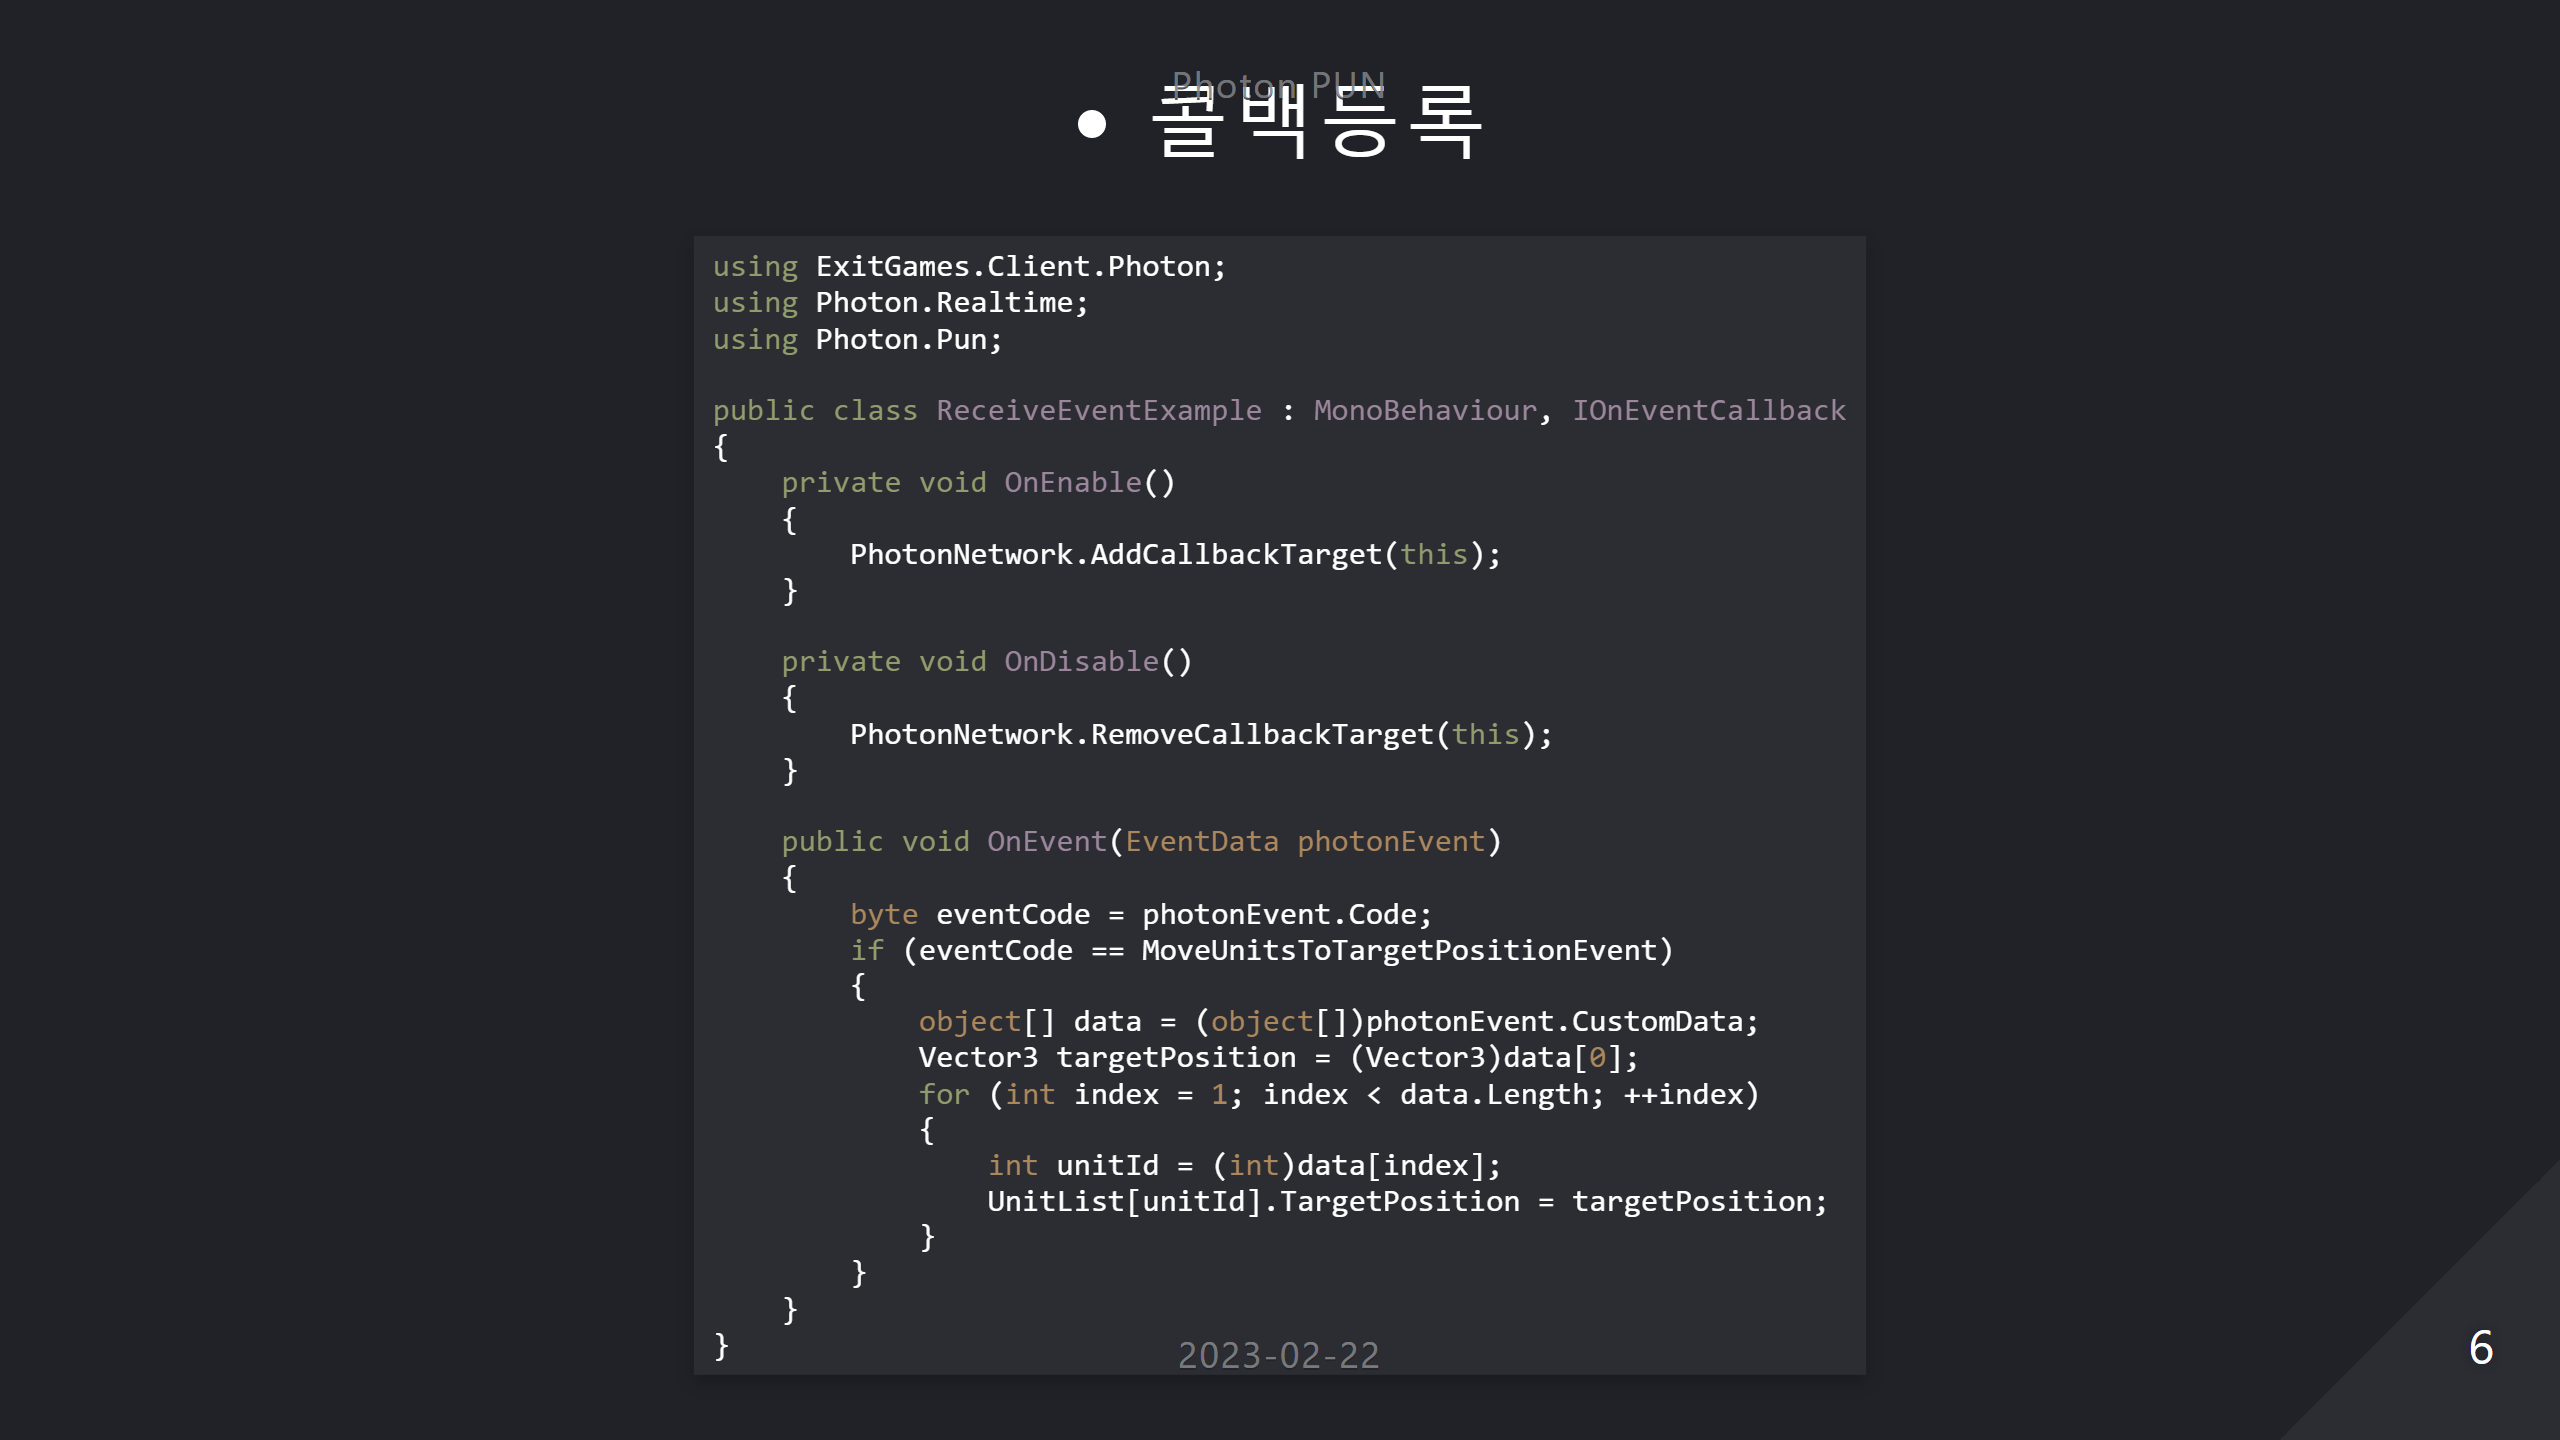 Photon PUN
• 콜백등록
using ExitGames.Client.Photon;
using Photon.Realtime;
using Photon.Pun;

public class ReceiveEventExample : MonoBehaviour, IOnEventCallback
{
    private void OnEnable()
    {
        PhotonNetwork.AddCallbackTarget(this);
    }

    private void OnDisable()
    {
        PhotonNetwork.RemoveCallbackTarget(this);
    }

    public void OnEvent(EventData photonEvent)
    {
        byte eventCode = photonEvent.Code;
        if (eventCode == MoveUnitsToTargetPositionEvent)
        {
            object[] data = (object[])photonEvent.CustomData;
            Vector3 targetPosition = (Vector3)data[0];
            for (int index = 1; index < data.Length; ++index)
            {
                int unitId = (int)data[index];
                UnitList[unitId].TargetPosition = targetPosition;
            }
        }
    }
}
2023-02-22
6